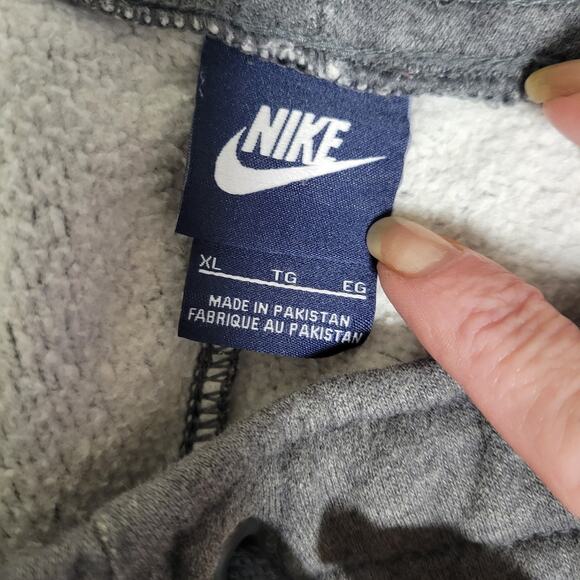 NIKE
XL TG EG
MADE IN PAKISTAN
FABRIQUE AU PAKISTAN